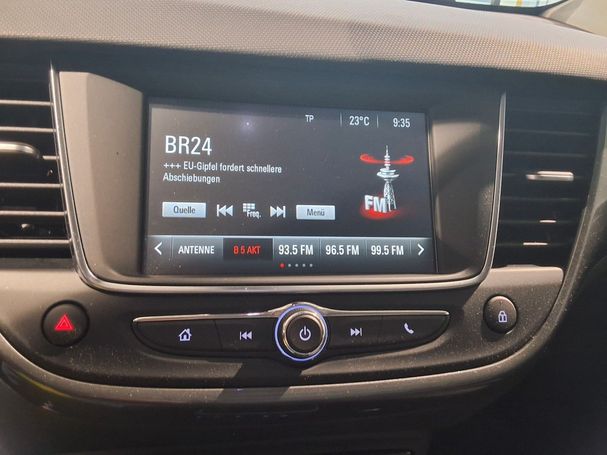 TP 23°C 9:35
BR24
+++ EU-Gipfel fordert schnellere
Abschiebungen
Quelle Freq. Menü
FM
ANTENNE B 5 AKT 93.5 FM 96.5 FM 99.5 FM